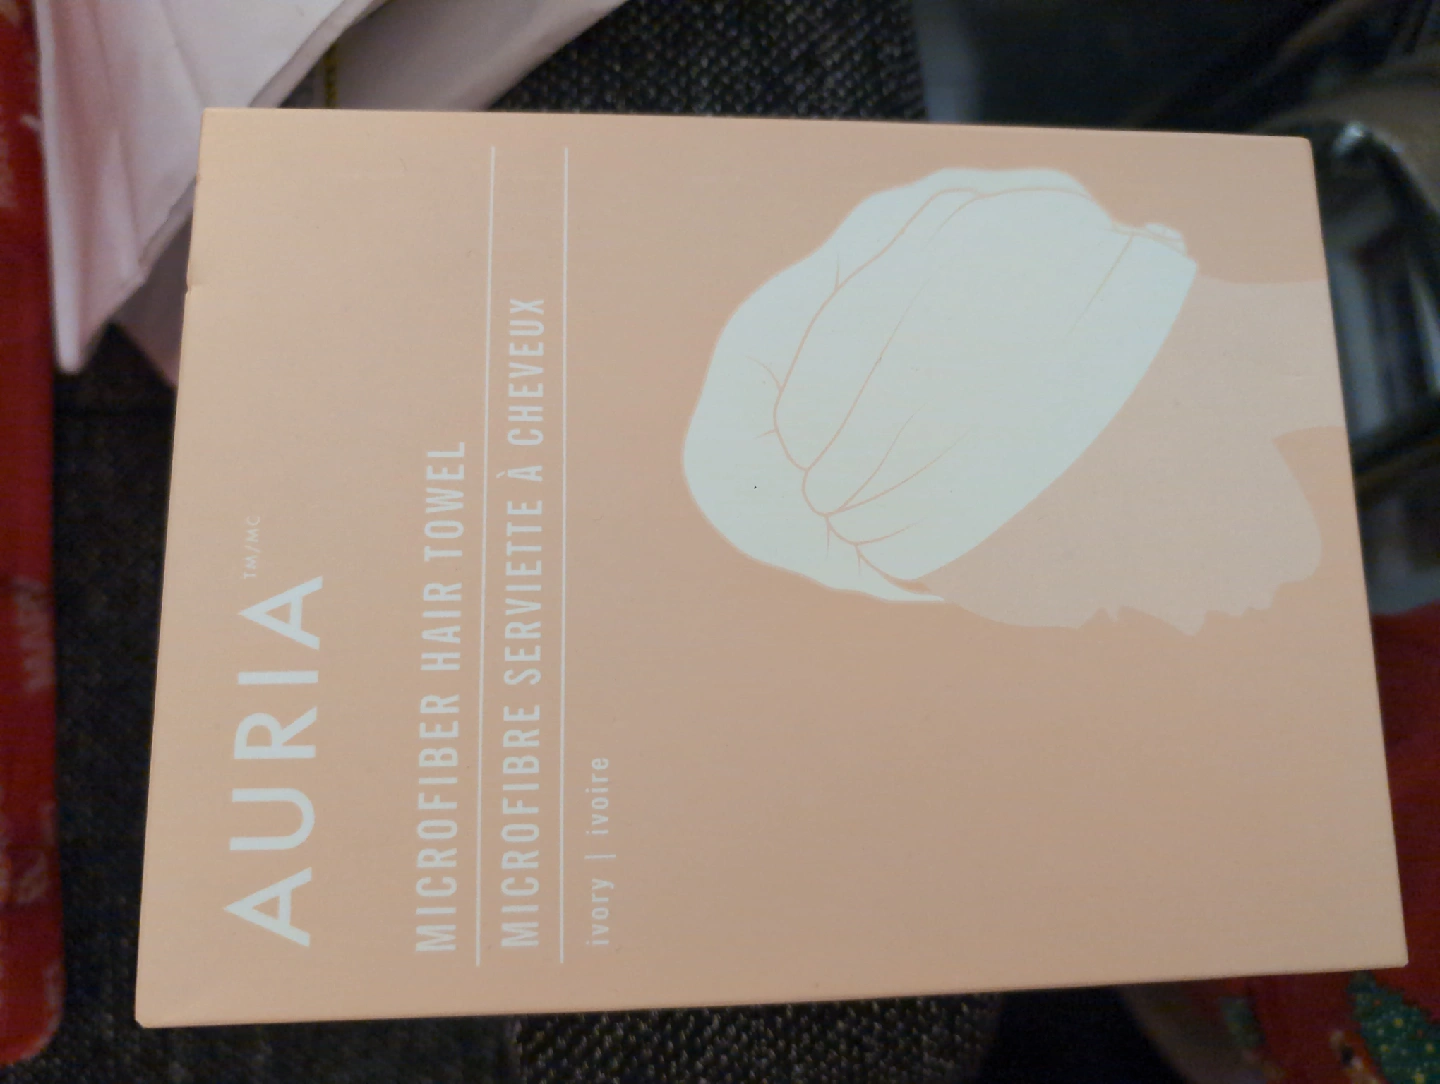 AURIA TM/MC
MICROFIBER HAIR TOWEL
MICROFIBRE SERVIETTE À CHEVEUX
ivory | ivoire